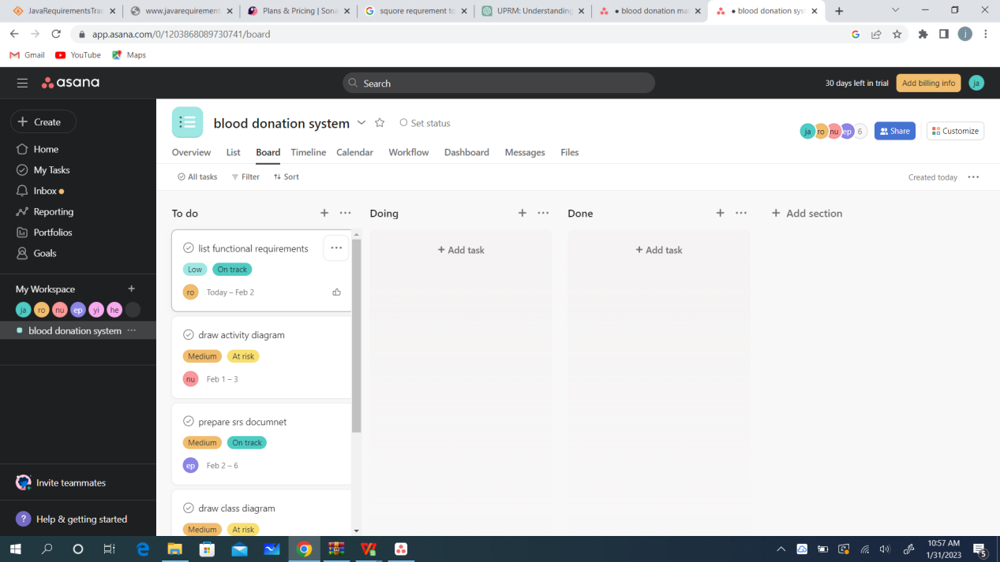 JavaRequirementsTrac
www.javarequirement
Plans & Pricing | Sona
squore requrement to
UPRM: Understanding
• blood donation ma
• blood donation sys
app.asana.com/0/1203868089730741/board
j
Gmail
YouTube
Maps
asana
Search
30 days left in trial
Add billing info
ja
Create
Home
My Tasks
Inbox
Reporting
Portfolios
Goals
My Workspace
ja ro nu ep yi he
blood donation system
Invite teammates
? Help & getting started
blood donation system
Set status
ja ro nu ep 6
Share
Customize
Overview List Board Timeline Calendar Workflow Dashboard Messages Files
All tasks Filter Sort
Created today
To do
list functional requirements
Low On track
ro Today – Feb 2
draw activity diagram
Medium At risk
nu Feb 1 – 3
prepare srs documnet
Medium On track
ep Feb 2 – 6
draw class diagram
Medium At risk
Doing
+ Add task
Done
+ Add task
+ Add section
10:57 AM
1/31/2023
5